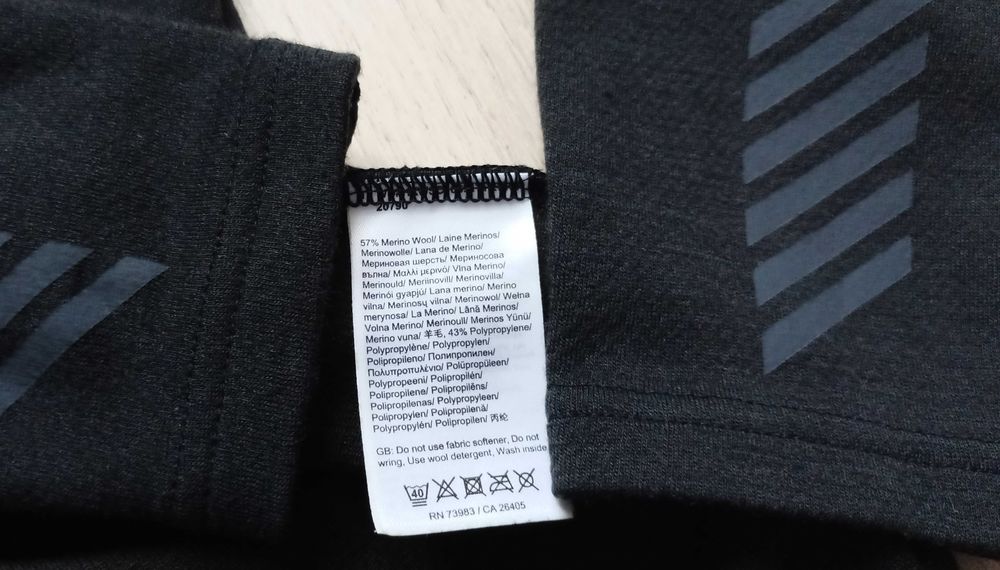 20790
57% Merino Wool/ Laine Merinos/
Merinowolle/ Lana de Merino/
Мериновая шерсть/ Мериносова
вълна/ Μαλλί μερινό/ Vlna Merino/
Merinould/ Meriinovill/ Merinovilla/
Merinói gyapjú/ Lana merino/ Merino
vilna/ Merinosų vilna/ Merinowol/ Wełna
merynosa/ La Merino/ Lână Merinos/
Volna Merino/ Merinoull/ Merinos Yünü/
Merino vuna/ 羊毛, 43% Polypropylene/
Polypropylène/ Polypropylen/
Polipropileno/ Полипропилен/
Πολυπροπυλένιο/ Polüpropüleen/
Polypropeeni/ Polipropilén/
Polipropilene/ Polipropilēns/
Polipropilenas/ Polypropyleen/
Polipropylen/ Polipropilenă/
Polypropylén/ Polipropilen/ 丙纶
GB: Do not use fabric softener, Do not
wring, Use wool detergent, Wash inside
40
RN 73983 / CA 26405